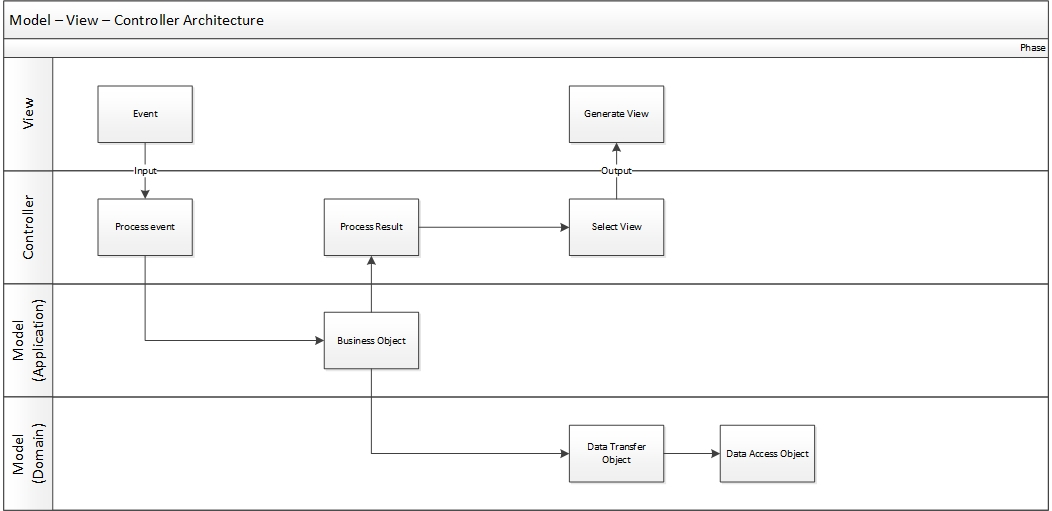 Model – View – Controller Architecture
Phase
View
Event
Generate View
Input
Output
Controller
Process event
Process Result
Select View
Model
(Application)
Business Object
Model
(Domain)
Data Transfer
Object
Data Access Object